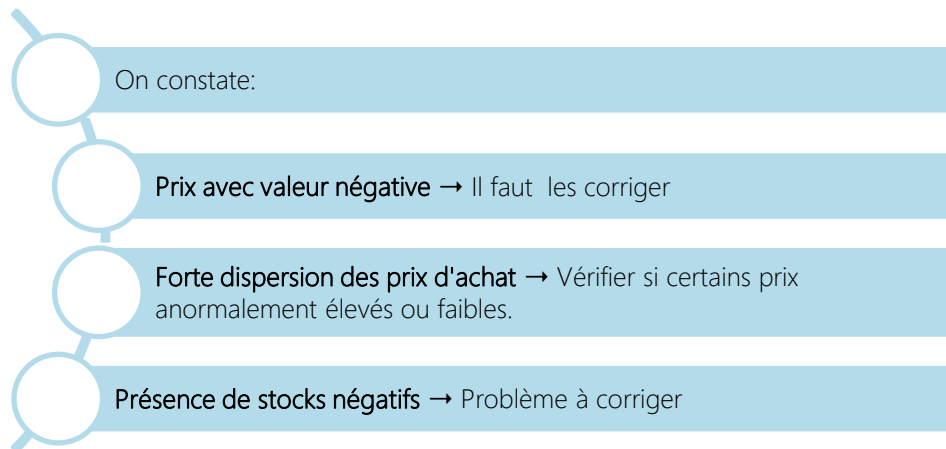 On constate:
Prix avec valeur négative → Il faut  les corriger
Forte dispersion des prix d'achat → Vérifier si certains prix
anormalement élevés ou faibles.
Présence de stocks négatifs → Problème à corriger